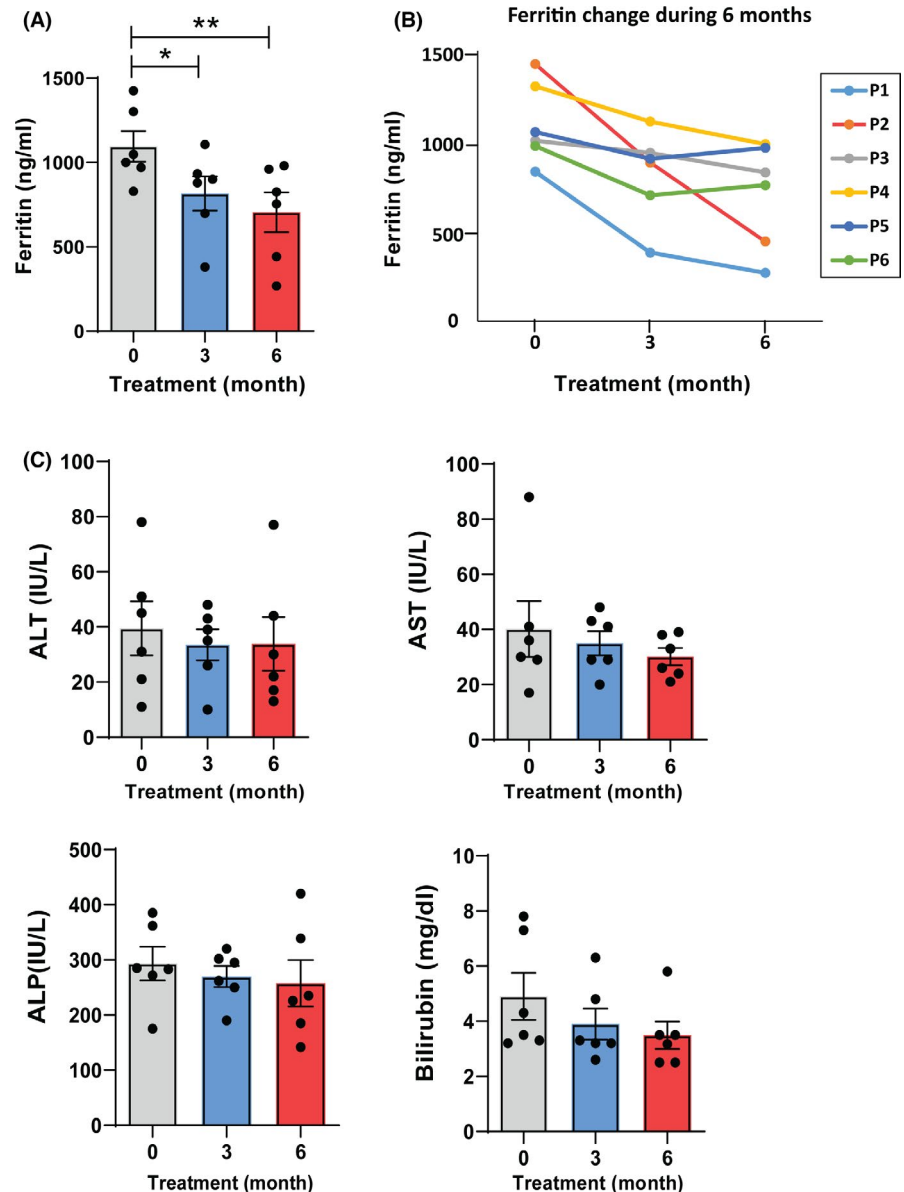 (A)
**
*
Ferritin (ng/ml)
1500
1000
500
0
0 3 6
Treatment (month)
(B)
Ferritin change during 6 months
Ferritin (ng/ml)
1500
1000
500
0
0 3 6
Treatment (month)
P1
P2
P3
P4
P5
P6
(C)
ALT (IU/L)
100
80
60
40
20
0
0 3 6
Treatment (month)
AST (IU/L)
100
80
60
40
20
0
0 3 6
Treatment (month)
ALP(IU/L)
500
400
300
200
100
0
0 3 6
Treatment (month)
Bilirubin (mg/dl)
10
8
6
4
2
0
0 3 6
Treatment (month)